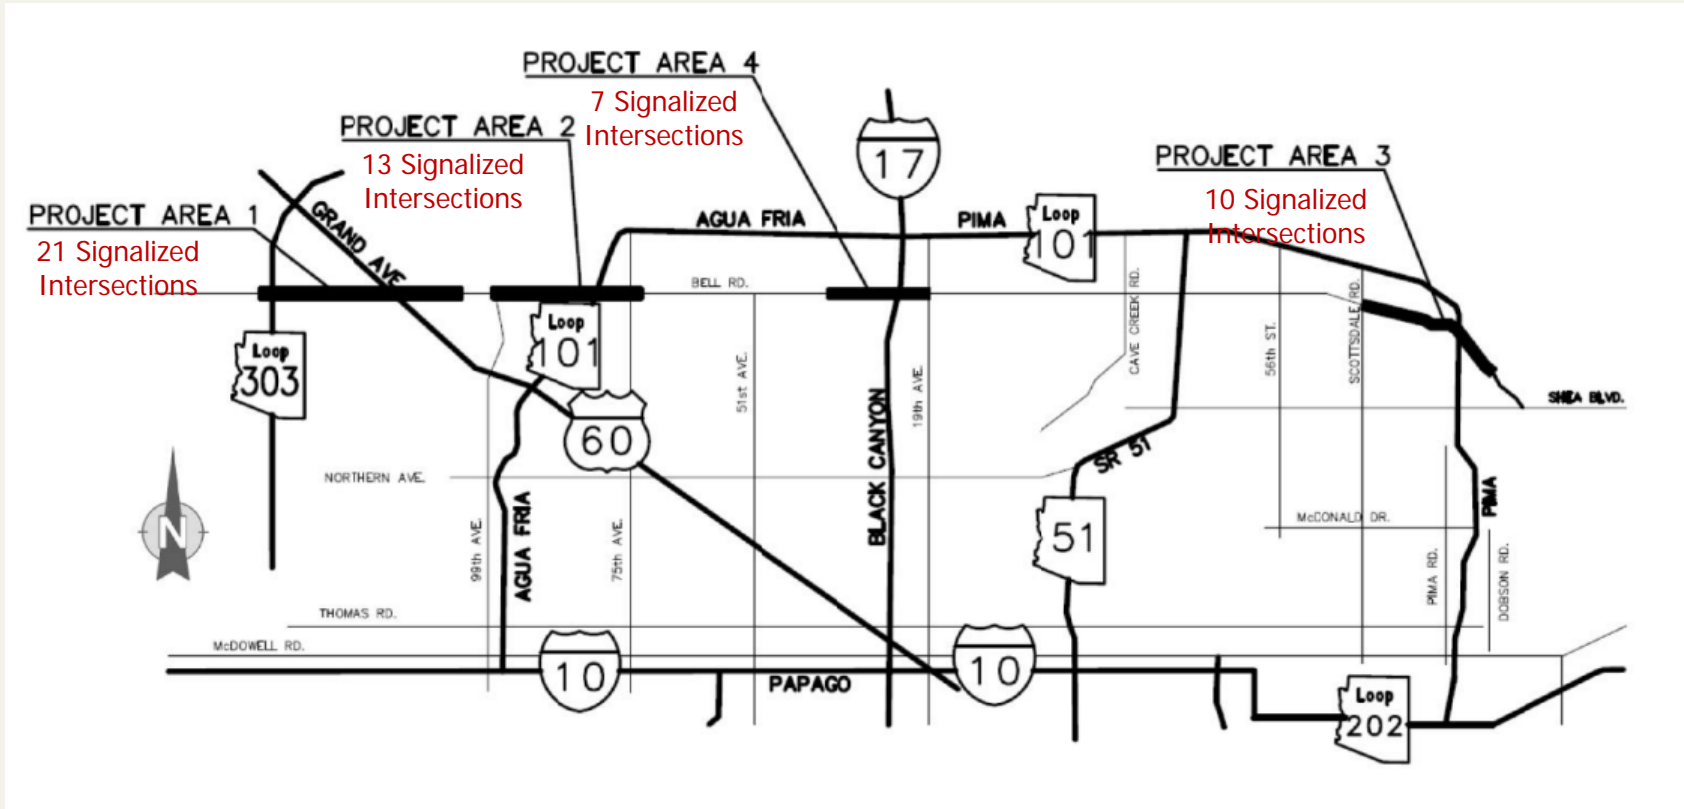 PROJECT AREA 4
7 Signalized
Intersections
PROJECT AREA 2
13 Signalized
Intersections
17
PROJECT AREA 3
10 Signalized
Intersections
PROJECT AREA 1
21 Signalized
Intersections
GRAND AVE
AGUA FRIA
PIMA
Loop
101
BELL RD.
CAVE CREEK RD.
56th ST.
SCOTTSDALE RD.
Loop
101
Loop
303
51st AVE.
19th AVE.
SHEA BLVD.
60
BLACK CANYON
SR 51
NORTHERN AVE.
PIMA
51
McDONALD DR.
N
99th AVE.
AGUA FRIA
75th AVE.
PIMA RD.
DOBSON RD.
THOMAS RD.
McDOWELL RD.
10
10
PAPAGO
Loop
202